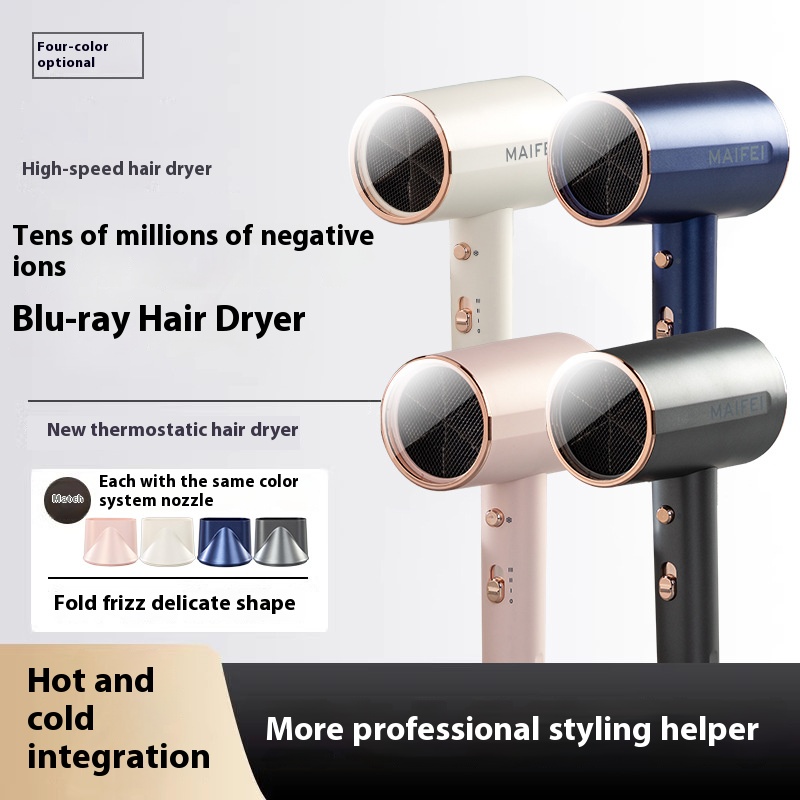 Four-color
optional
High-speed hair dryer
Tens of millions of negative
ions
Blu-ray Hair Dryer
New thermostatic hair dryer
Match
Each with the same color
system nozzle
Fold frizz delicate shape
MAIFE
MAIFEI
MAIFEI
Hot and
cold
integration
More professional styling helper